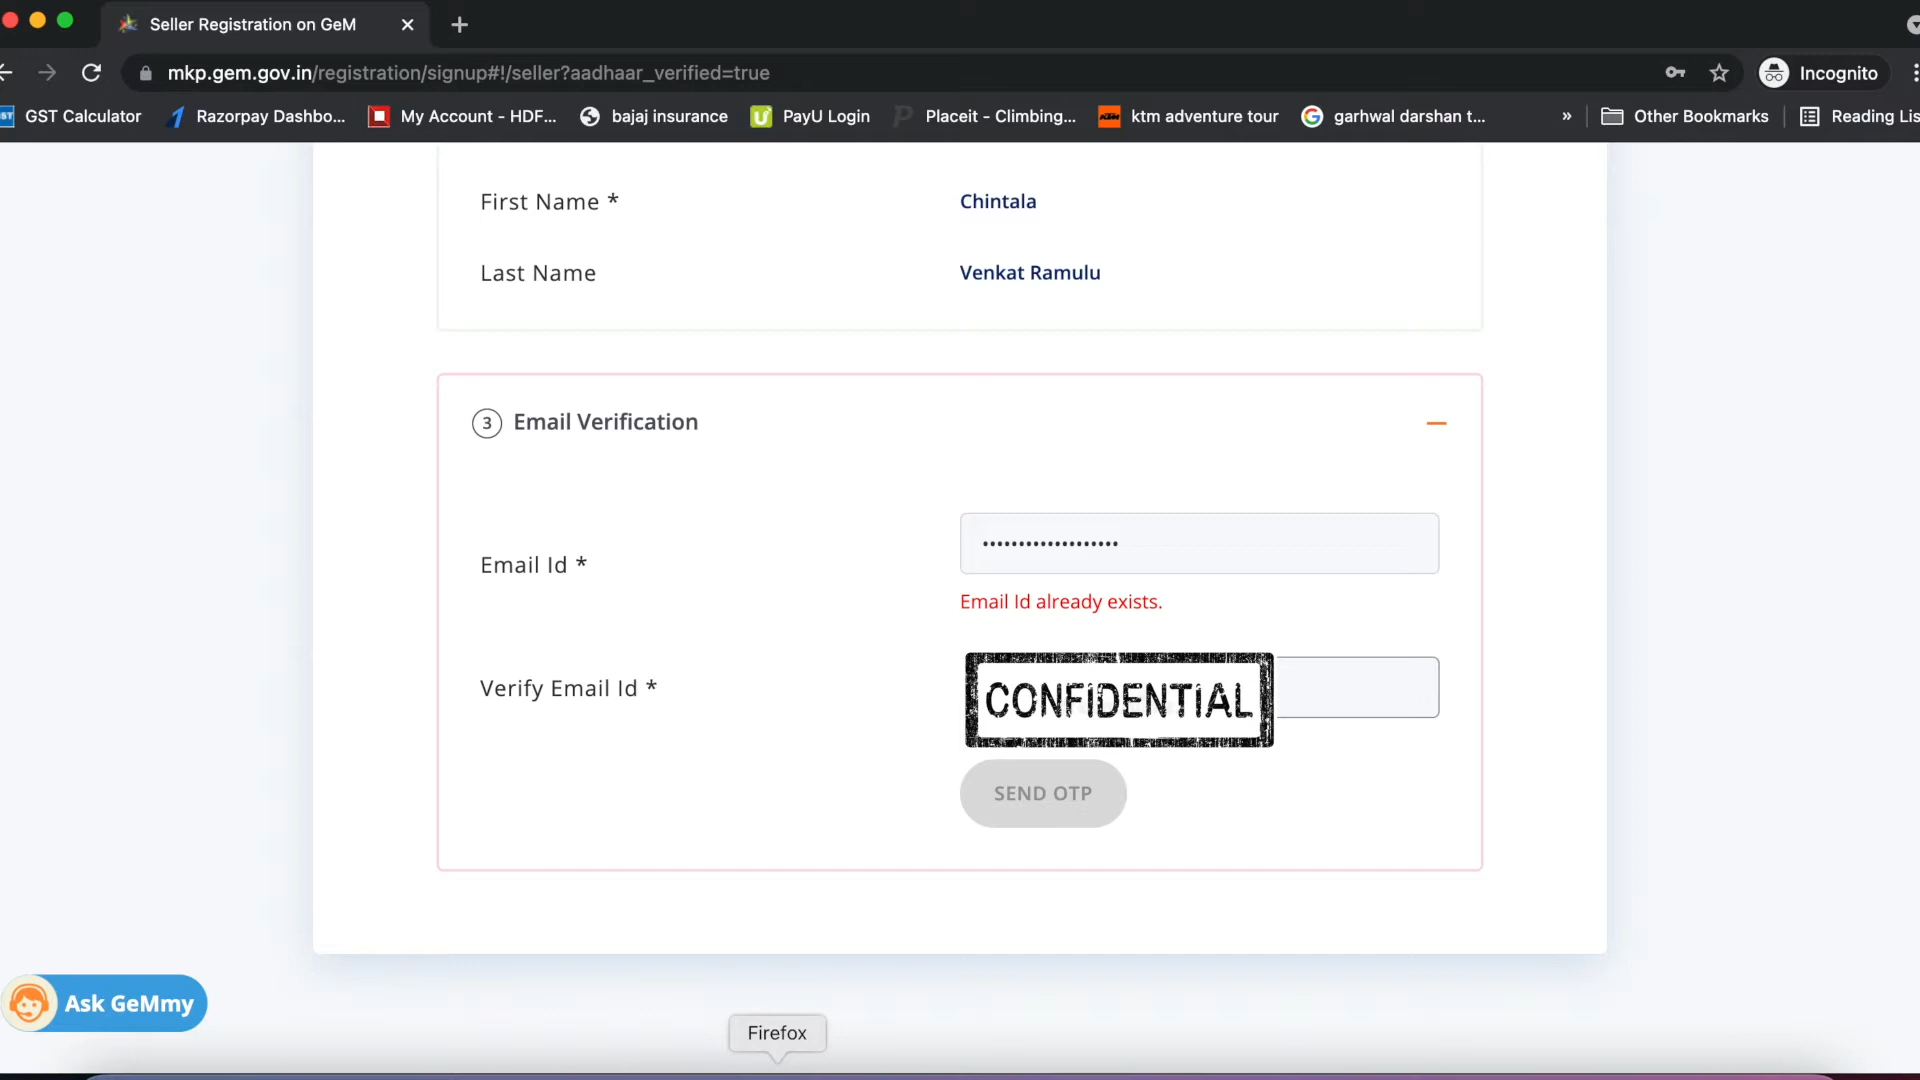 Seller Registration on GeM
mkp.gem.gov.in/registration/signup#!/seller?aadhaar_verified=true
Incognito
GST Calculator
Razorpay Dashbo...
My Account - HDF...
bajaj insurance
PayU Login
Placeit - Climbing...
ktm adventure tour
garhwal darshan t...
»
Other Bookmarks
Reading Lis
First Name *
Chintala
Last Name
Venkat Ramulu
3 Email Verification
Email Id *
•••••••••••••••••••
Email Id already exists.
Verify Email Id *
CONFIDENTIAL
SEND OTP
Ask GeMmy
Firefox